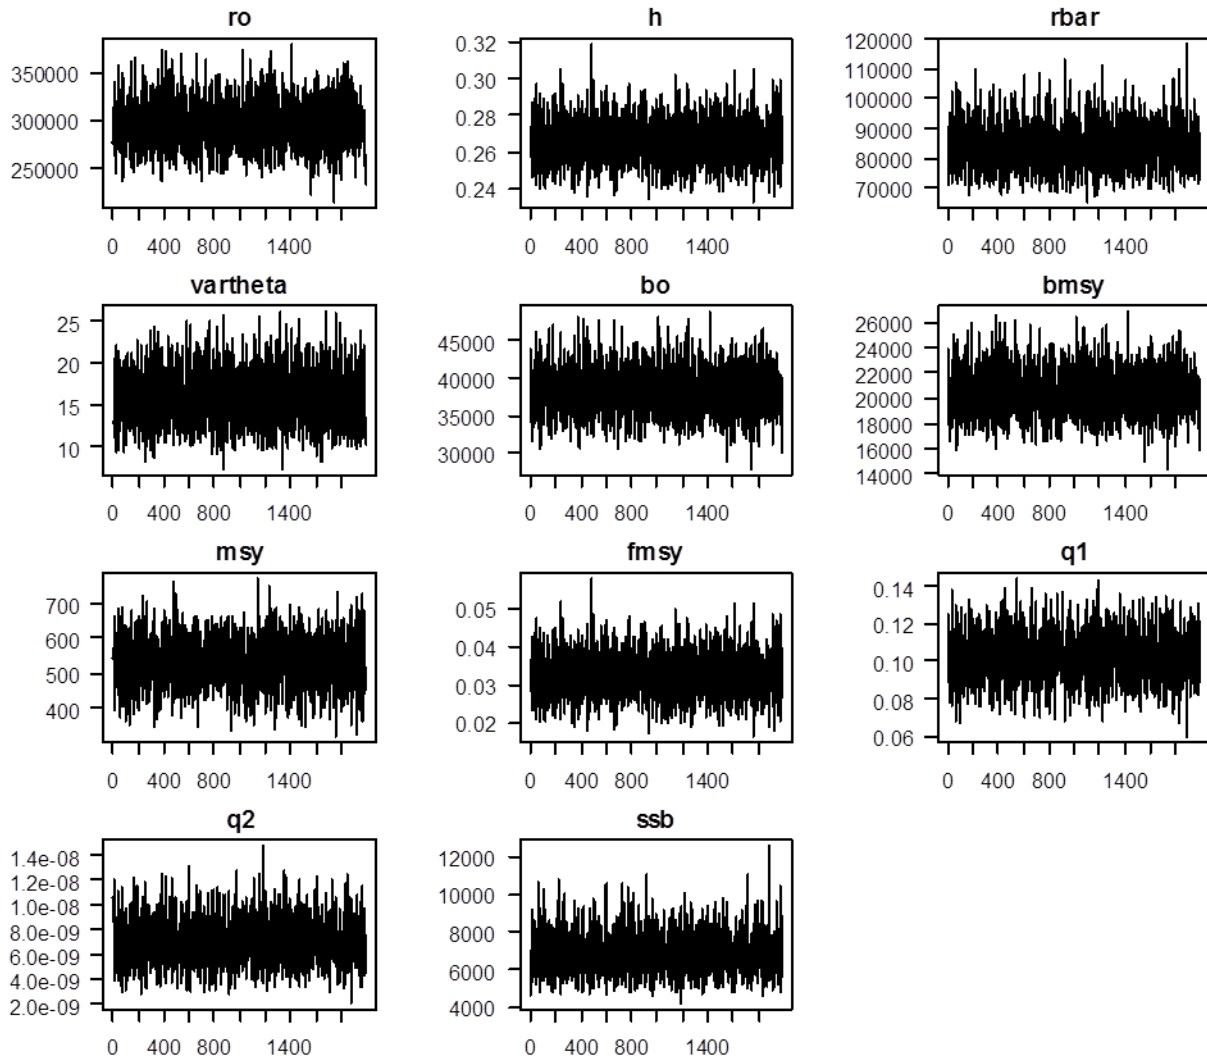 ro
h
rbar
350000
300000
250000
0 400 800 1400
0.32
0.30
0.28
0.26
0.24
0 400 800 1400
120000
110000
100000
90000
80000
70000
0 400 800 1400
vartheta
bo
bmsy
25
20
15
10
0 400 800 1400
45000
40000
35000
30000
0 400 800 1400
26000
24000
22000
20000
18000
16000
14000
0 400 800 1400
msy
fmsy
q1
700
600
500
400
0 400 800 1400
0.05
0.04
0.03
0.02
0 400 800 1400
0.14
0.12
0.10
0.08
0.06
0 400 800 1400
q2
ssb
1.4e-08
1.2e-08
1.0e-08
8.0e-09
6.0e-09
4.0e-09
2.0e-09
0 400 800 1400
12000
10000
8000
6000
4000
0 400 800 1400